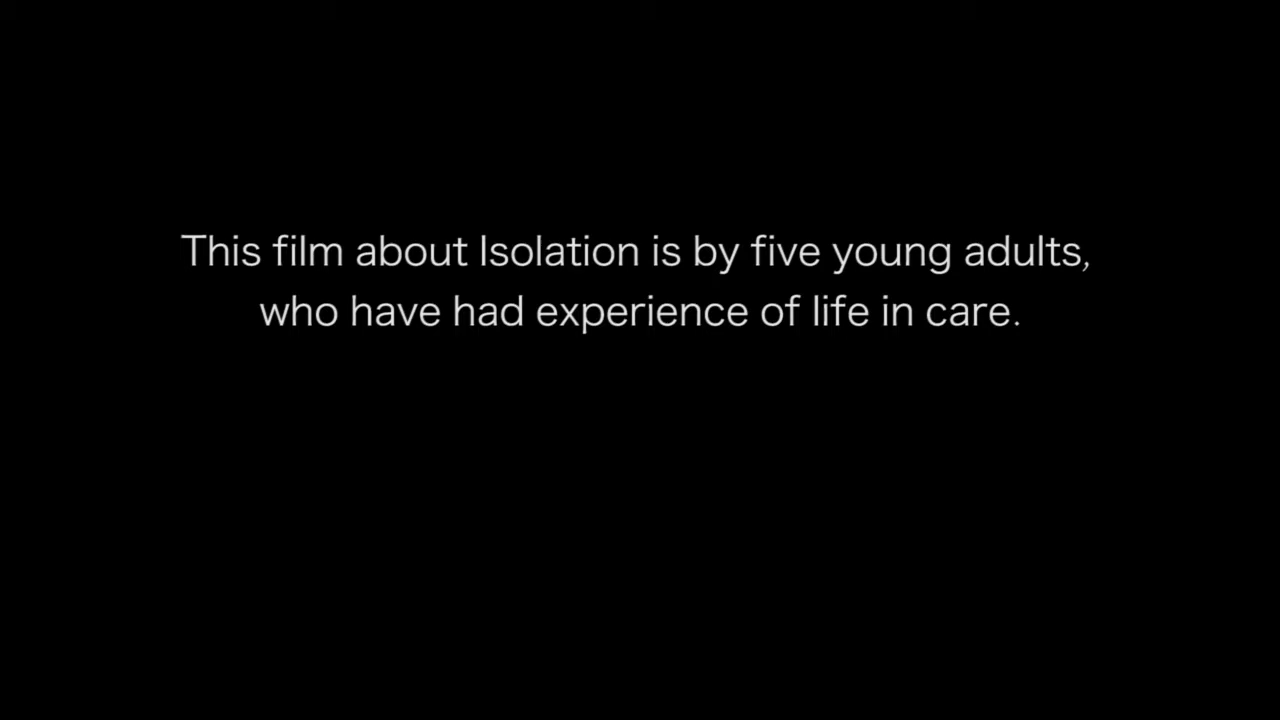 This film about Isolation is by five young adults,
who have had experience of life in care.